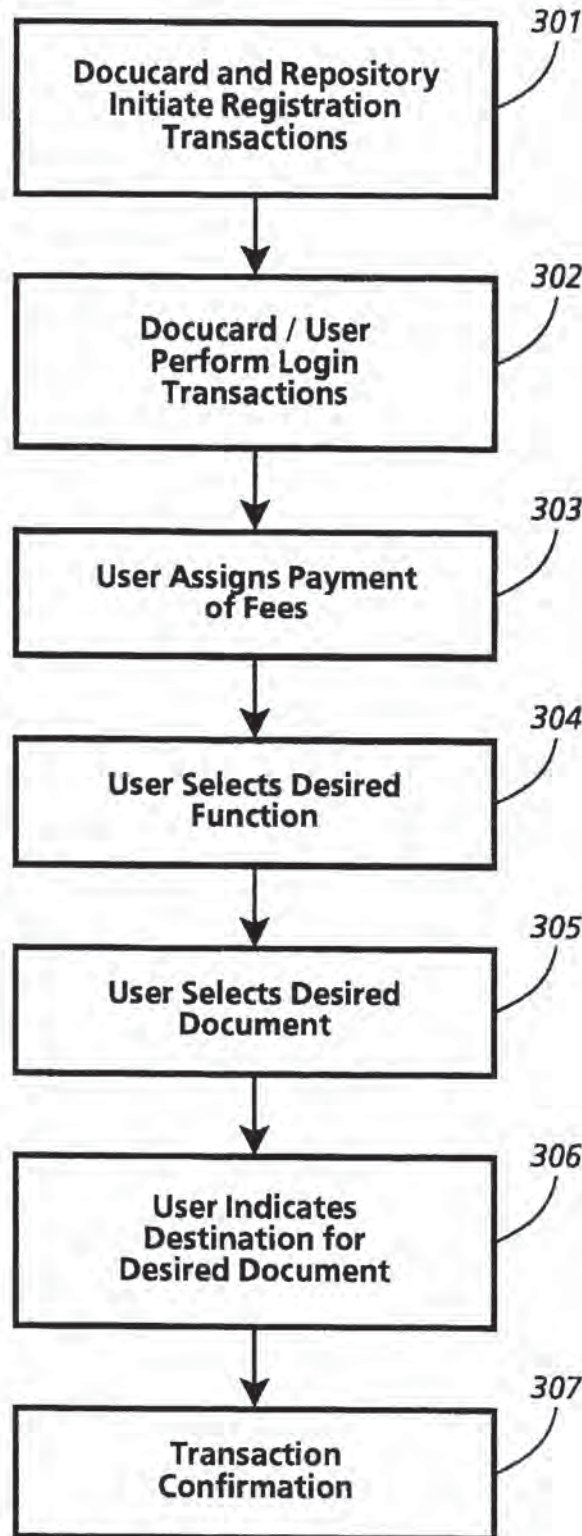 301
Docucard and Repository
Initiate Registration
Transactions
302
Docucard / User
Perform Login
Transactions
303
User Assigns Payment
of Fees
304
User Selects Desired
Function
305
User Selects Desired
Document
306
User Indicates
Destination for
Desired Document
307
Transaction
Confirmation